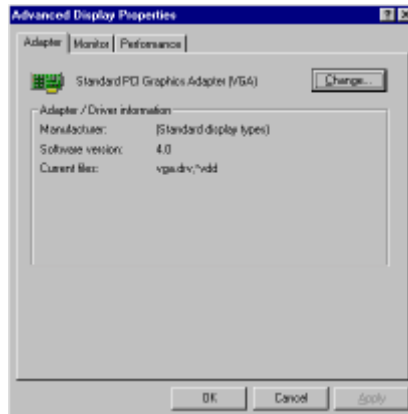 Advanced Display Properties
Adapter Monitor Performance
Standard PCI Graphics Adapter (VGA) Change...
Adapter / Driver information
Manufacturer: (Standard display types)
Software version: 4.0
Current files: vga.drv,*vdd
OK Cancel Apply